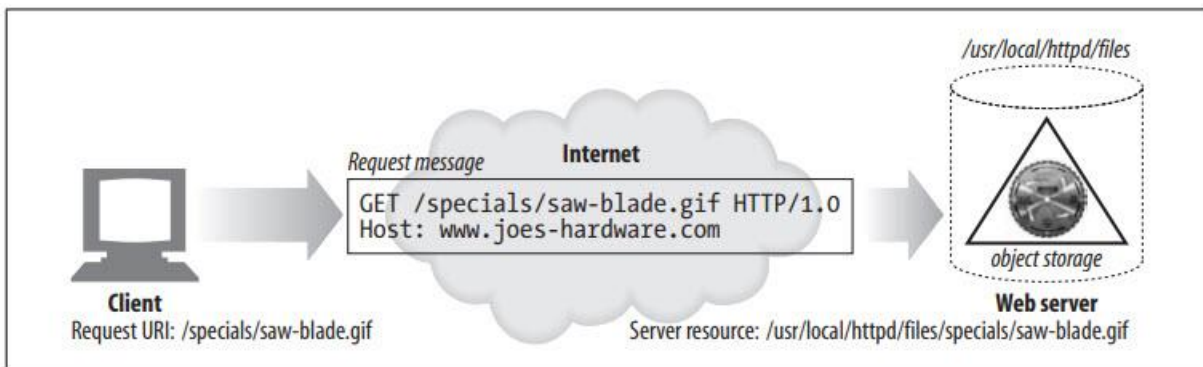 /usr/local/httpd/files
Internet
Request message
GET /specials/saw-blade.gif HTTP/1.0
Host: www.joes-hardware.com
object storage
Client
Web server
Request URI: /specials/saw-blade.gif
Server resource: /usr/local/httpd/files/specials/saw-blade.gif